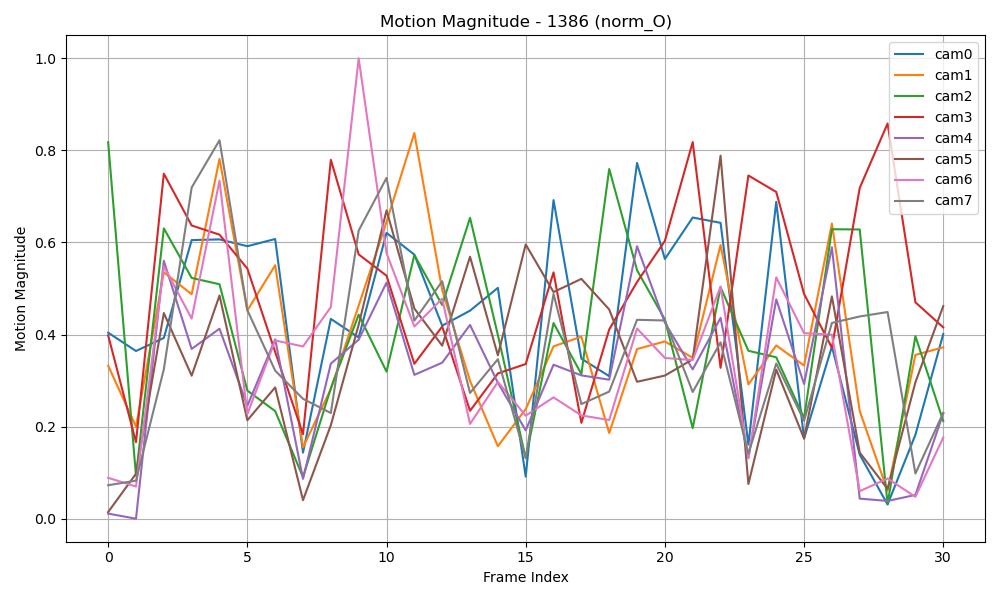 Motion Magnitude - 1386 (norm_O)
1.0
0.8
0.6
0.4
0.2
0.0
Motion Magnitude
0 5 10 15 20 25 30
Frame Index
cam0
cam1
cam2
cam3
cam4
cam5
cam6
cam7